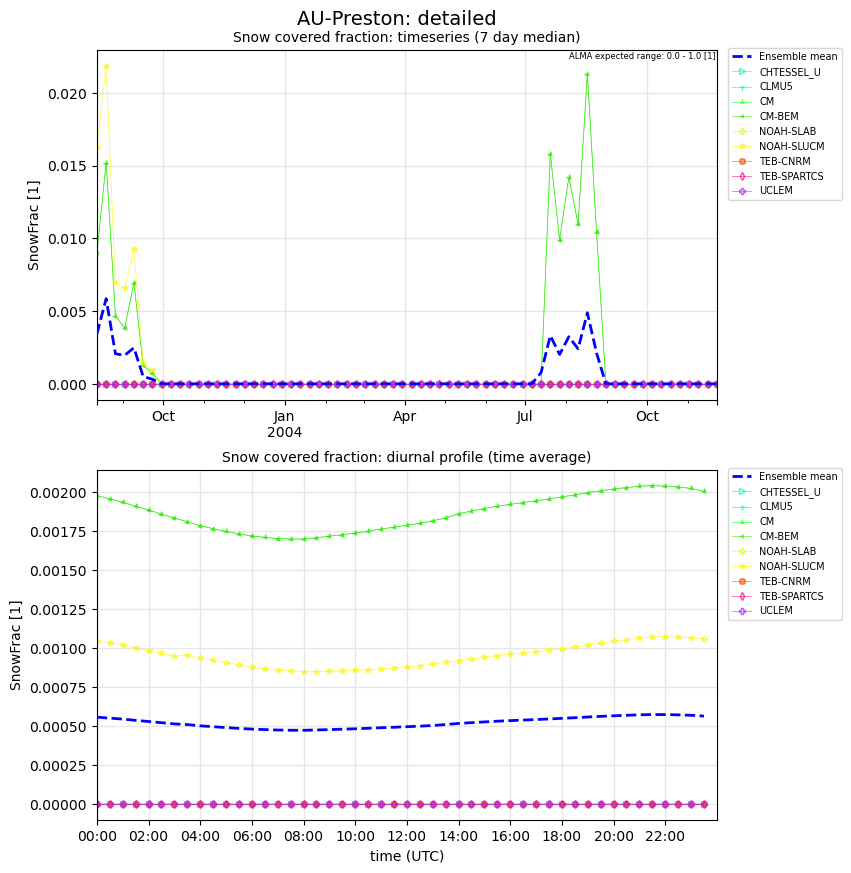 AU-Preston: detailed
Snow covered fraction: timeseries (7 day median)
ALMA expected range: 0.0 - 1.0 [1]
SnowFrac [1]
0.020
0.015
0.010
0.005
0.000
Oct
Jan
2004
Apr
Jul
Oct
Ensemble mean
CHTESSEL_U
CLMU5
CM
CM-BEM
NOAH-SLAB
NOAH-SLUCM
TEB-CNRM
TEB-SPARTCS
UCLEM
Snow covered fraction: diurnal profile (time average)
SnowFrac [1]
0.00200
0.00175
0.00150
0.00125
0.00100
0.00075
0.00050
0.00025
0.00000
00:00 02:00 04:00 06:00 08:00 10:00 12:00 14:00 16:00 18:00 20:00 22:00
time (UTC)
Ensemble mean
CHTESSEL_U
CLMU5
CM
CM-BEM
NOAH-SLAB
NOAH-SLUCM
TEB-CNRM
TEB-SPARTCS
UCLEM